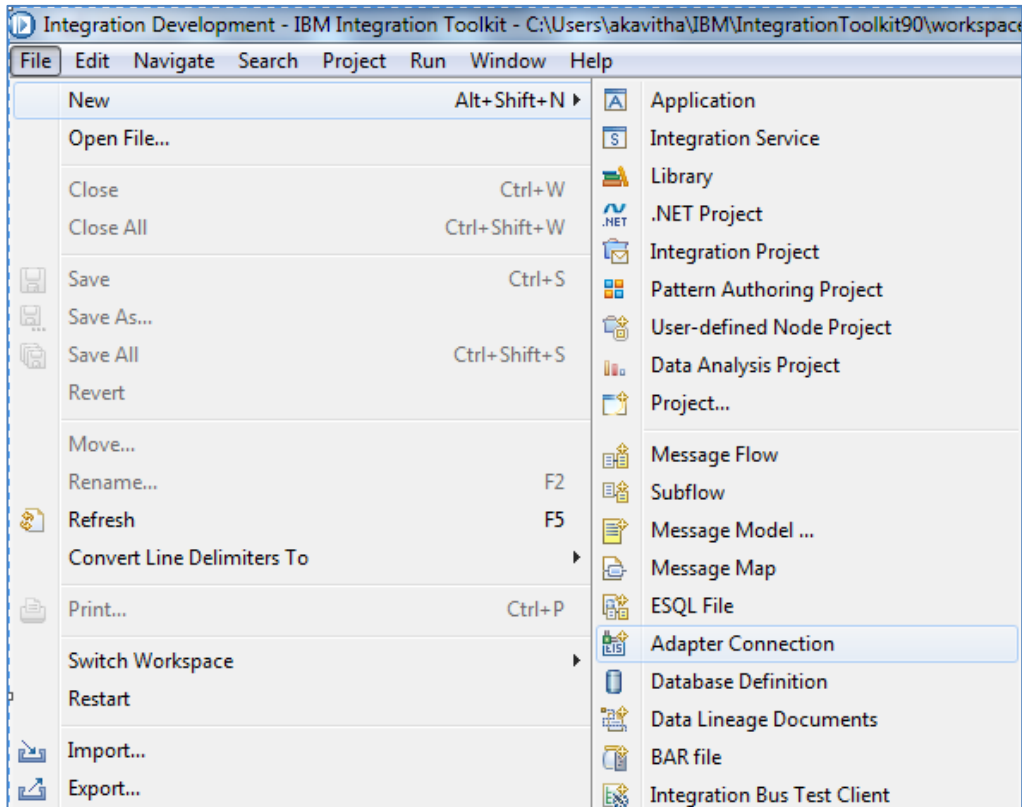 Integration Development - IBM Integration Toolkit - C:\Users\akavitha\IBM\IntegrationToolkit90\workspace
File Edit Navigate Search Project Run Window Help
New Alt+Shift+N
Open File...
Close Ctrl+W
Close All Ctrl+Shift+W
Save Ctrl+S
Save As...
Save All Ctrl+Shift+S
Revert
Move...
Rename... F2
Refresh F5
Convert Line Delimiters To
Print... Ctrl+P
Switch Workspace
Restart
Import...
Export...
Application
Integration Service
Library
.NET Project
Integration Project
Pattern Authoring Project
User-defined Node Project
Data Analysis Project
Project...
Message Flow
Subflow
Message Model ...
Message Map
ESQL File
Adapter Connection
Database Definition
Data Lineage Documents
BAR file
Integration Bus Test Client